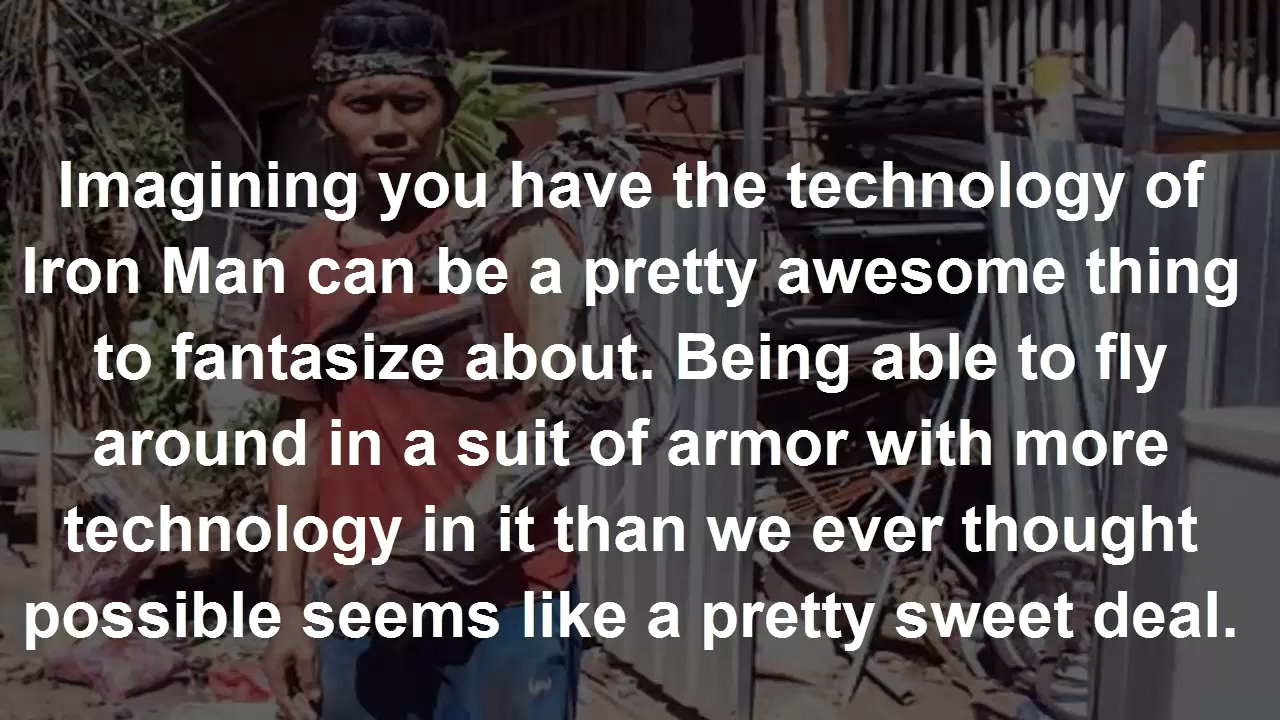 Imagining you have the technology of
Iron Man can be a pretty awesome thing
to fantasize about. Being able to fly
around in a suit of armor with more
technology in it than we ever thought
possible seems like a pretty sweet deal.